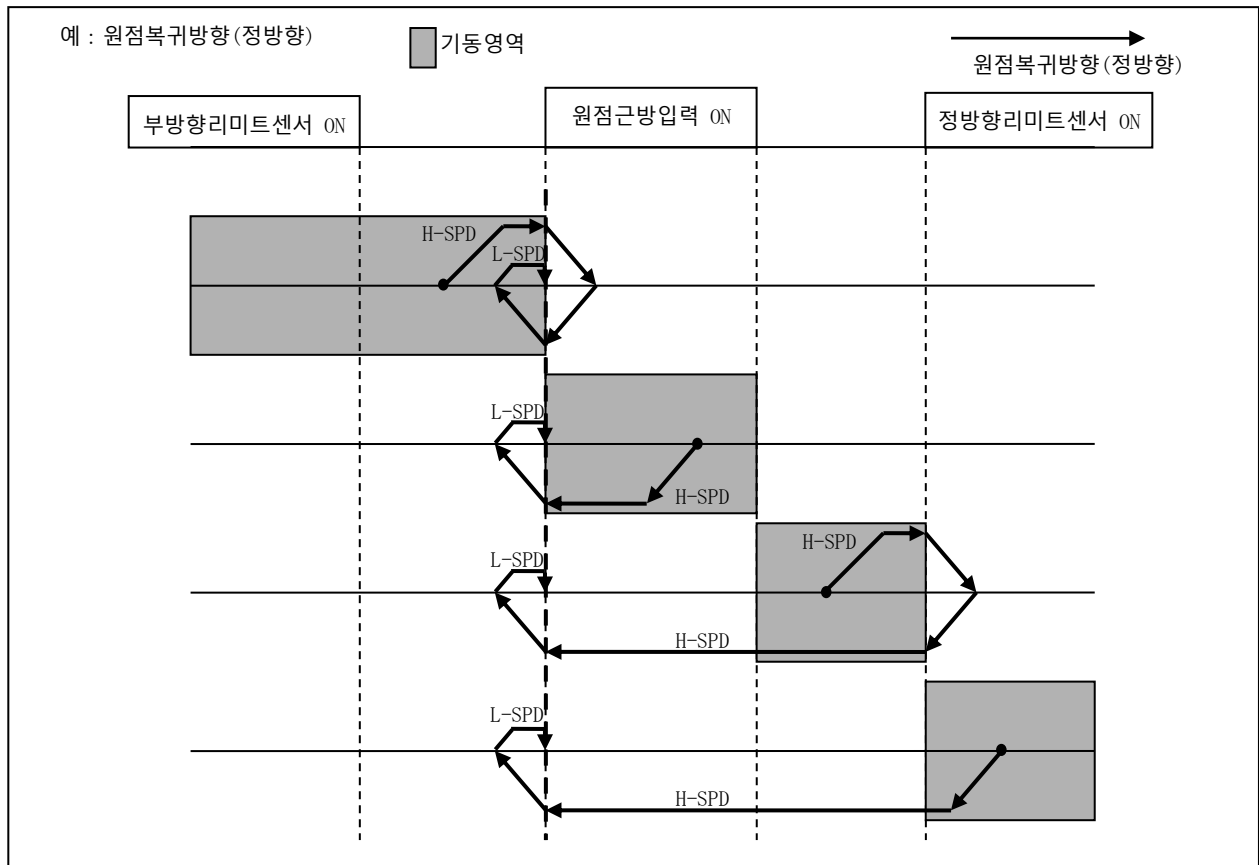 예 : 원점복귀방향(정방향)
기동영역
원점복귀방향(정방향)
부방향리미트센서 ON
원점근방입력 ON
정방향리미트센서 ON
H-SPD
L-SPD
L-SPD
H-SPD
H-SPD
L-SPD
H-SPD
L-SPD
H-SPD